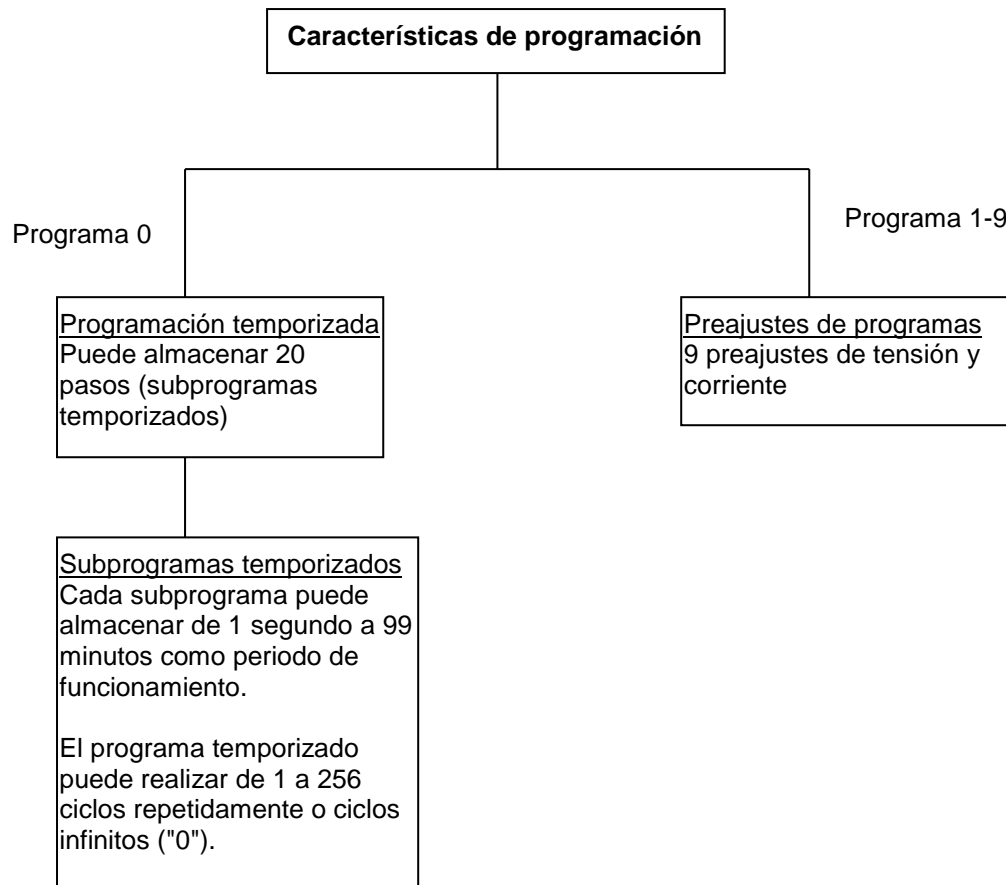 Características de programación
Programa 0
Programa 1-9
Programación temporizada
Puede almacenar 20
pasos (subprogramas
temporizados)
Preajustes de programas
9 preajustes de tensión y
corriente
Subprogramas temporizados
Cada subprograma puede
almacenar de 1 segundo a 99
minutos como periodo de
funcionamiento.
El programa temporizado
puede realizar de 1 a 256
ciclos repetidamente o ciclos
infinitos ("0").